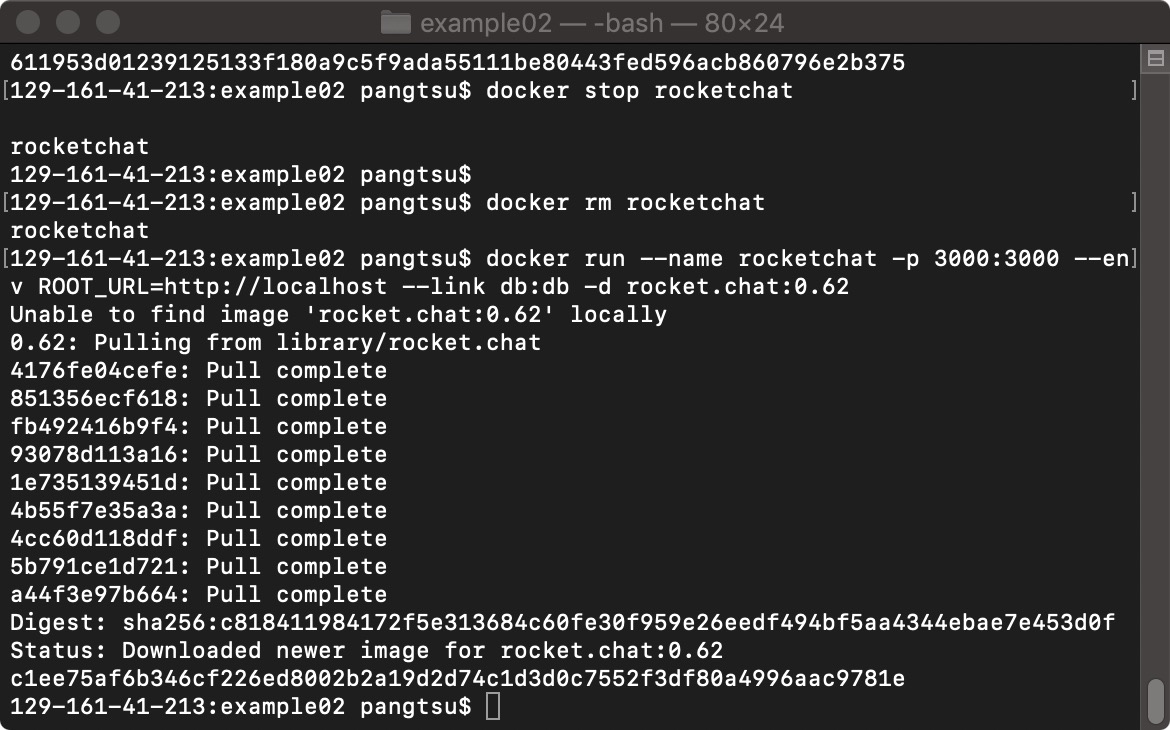 example02 — -bash — 80×24
611953d01239125133f180a9c5f9ada55111be80443fed596acb860796e2b375
[129-161-41-213:example02 pangtsu$ docker stop rocketchat ]
rocketchat
129-161-41-213:example02 pangtsu$
[129-161-41-213:example02 pangtsu$ docker rm rocketchat ]
rocketchat
[129-161-41-213:example02 pangtsu$ docker run --name rocketchat -p 3000:3000 --en]
v ROOT_URL=http://localhost --link db:db -d rocket.chat:0.62
Unable to find image 'rocket.chat:0.62' locally
0.62: Pulling from library/rocket.chat
4176fe04cefe: Pull complete
851356ecf618: Pull complete
fb492416b9f4: Pull complete
93078d113a16: Pull complete
1e735139451d: Pull complete
4b55f7e35a3a: Pull complete
4cc60d118ddf: Pull complete
5b791ce1d721: Pull complete
a44f3e97b664: Pull complete
Digest: sha256:c818411984172f5e313684c60fe30f959e26eedf494bf5aa4344ebae7e453d0f
Status: Downloaded newer image for rocket.chat:0.62
c1ee75af6b346cf226ed8002b2a19d2d74c1d3d0c7552f3df80a4996aac9781e
129-161-41-213:example02 pangtsu$